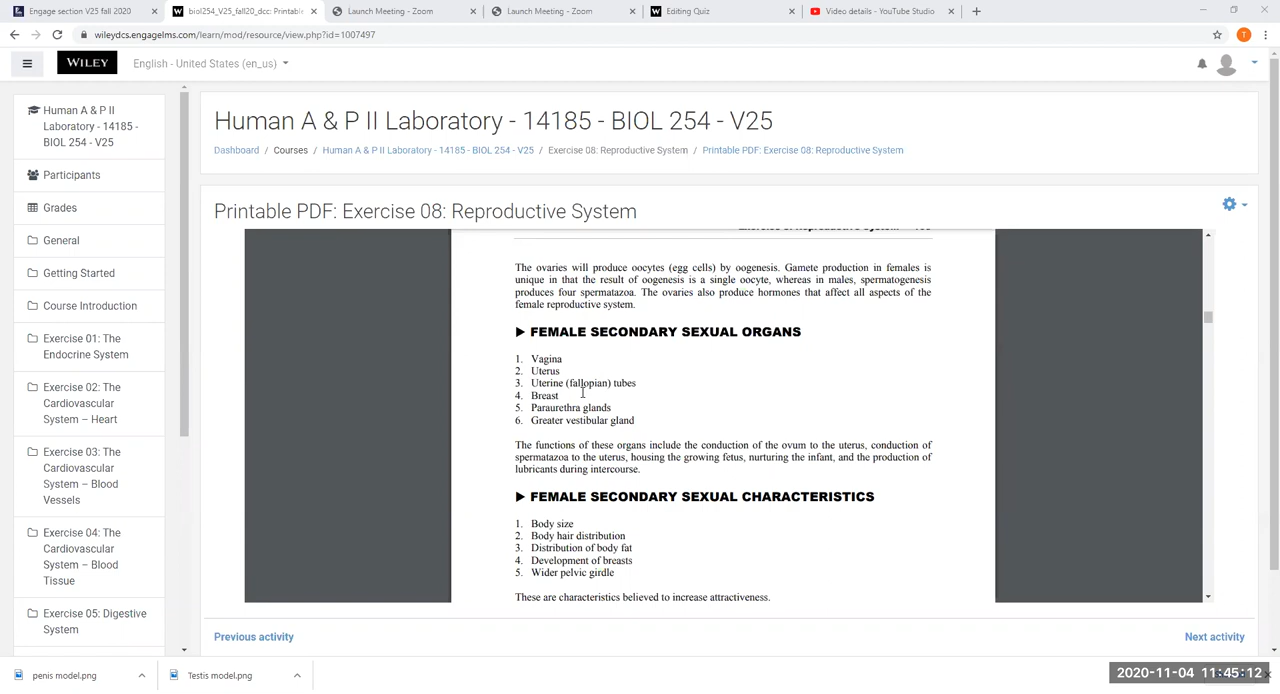 Engage section V25 fall 2020
biol254_V25_fall20_dcc: Printable
Launch Meeting - Zoom
Launch Meeting - Zoom
Editing Quiz
Video details - YouTube Studio
wileydcs.engagelms.com/learn/mod/resource/view.php?id=1007497
T
WILEY
English - United States (en_us)
Human A & P II
Laboratory - 14185 -
BIOL 254 - V25
Participants
Grades
General
Getting Started
Course Introduction
Exercise 01: The
Endocrine System
Exercise 02: The
Cardiovascular
System – Heart
Exercise 03: The
Cardiovascular
System – Blood
Vessels
Exercise 04: The
Cardiovascular
System – Blood
Tissue
Exercise 05: Digestive
System
Human A & P II Laboratory - 14185 - BIOL 254 - V25
Dashboard / Courses / Human A & P II Laboratory - 14185 - BIOL 254 - V25 / Exercise 08: Reproductive System / Printable PDF: Exercise 08: Reproductive System
Printable PDF: Exercise 08: Reproductive System
The ovaries will produce oocytes (egg cells) by oogenesis. Gamete production in females is
unique in that the result of oogenesis is a single oocyte, whereas in males, spermatogenesis
produces four spermatazoa. The ovaries also produce hormones that affect all aspects of the
female reproductive system.
▶ FEMALE SECONDARY SEXUAL ORGANS
1. Vagina
2. Uterus
3. Uterine (fallopian) tubes
4. Breast
5. Paraurethra glands
6. Greater vestibular gland
The functions of these organs include the conduction of the ovum to the uterus, conduction of
spermatazoa to the uterus, housing the growing fetus, nurturing the infant, and the production of
lubricants during intercourse.
▶ FEMALE SECONDARY SEXUAL CHARACTERISTICS
1. Body size
2. Body hair distribution
3. Distribution of body fat
4. Development of breasts
5. Wider pelvic girdle
These are characteristics believed to increase attractiveness.
Previous activity
Next activity
penis model.png
Testis model.png
2020-11-04 11:45:12